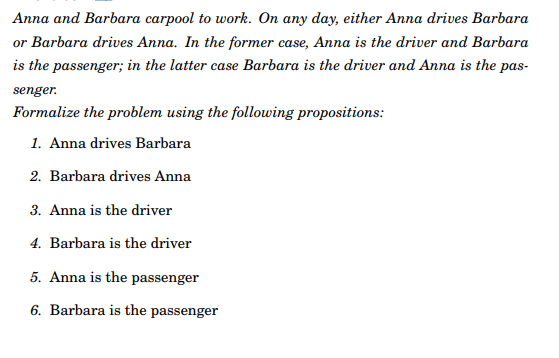 Anna and Barbara carpool to work. On any day, either Anna drives Barbara
or Barbara drives Anna. In the former case, Anna is the driver and Barbara
is the passenger; in the latter case Barbara is the driver and Anna is the pas-
senger.
Formalize the problem using the following propositions:
1. Anna drives Barbara
2. Barbara drives Anna
3. Anna is the driver
4. Barbara is the driver
5. Anna is the passenger
6. Barbara is the passenger